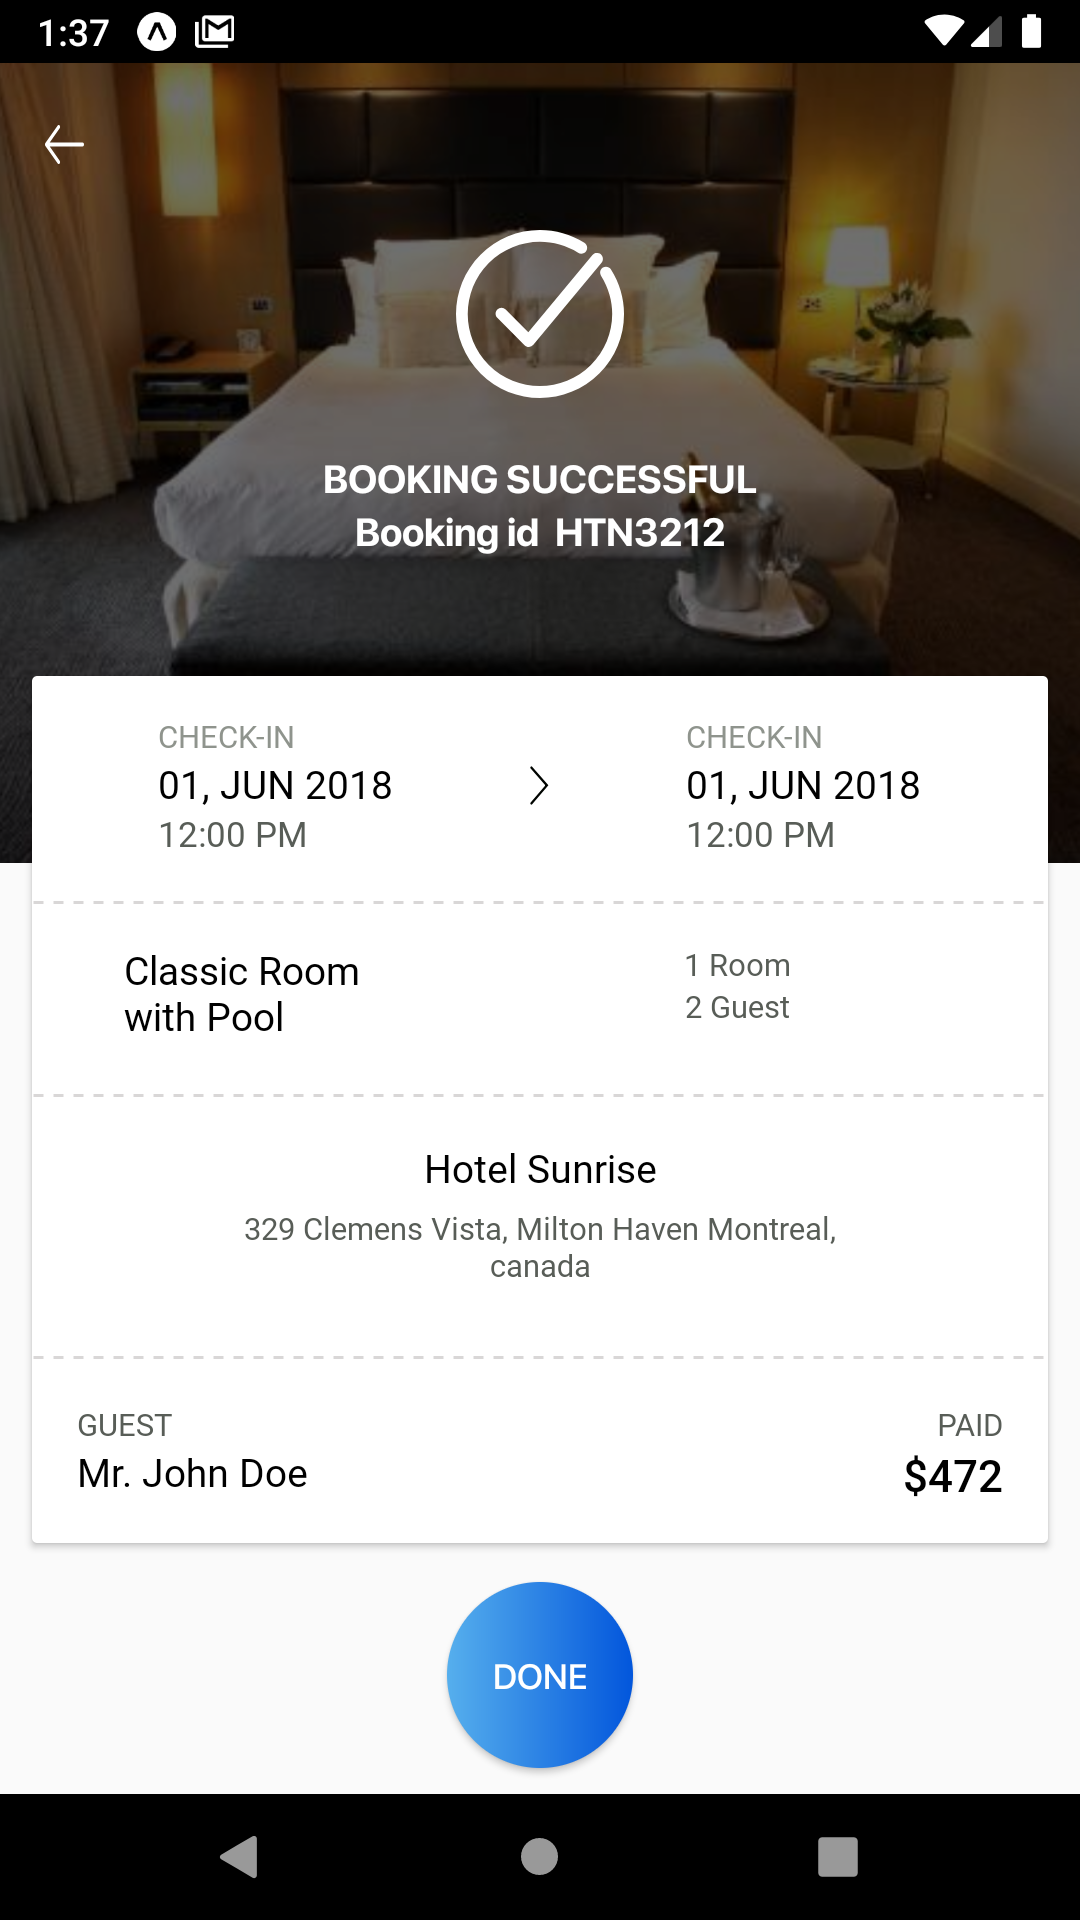 1:37
BOOKING SUCCESSFUL
Booking id HTN3212
CHECK-IN
01, JUN 2018
12:00 PM
CHECK-IN
01, JUN 2018
12:00 PM
Classic Room
with Pool
1 Room
2 Guest
Hotel Sunrise
329 Clemens Vista, Milton Haven Montreal,
canada
GUEST
Mr. John Doe
PAID
$472
DONE